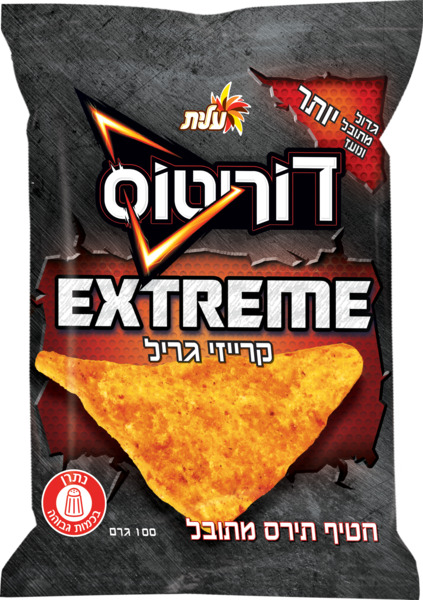 עלית
גדול
יותר מתובל
ונועז
דוריטוס
EXTREME
קרייזי גריל
נתרן
בכמות גבוהה
100 גרם
חטיף תירס מתובל